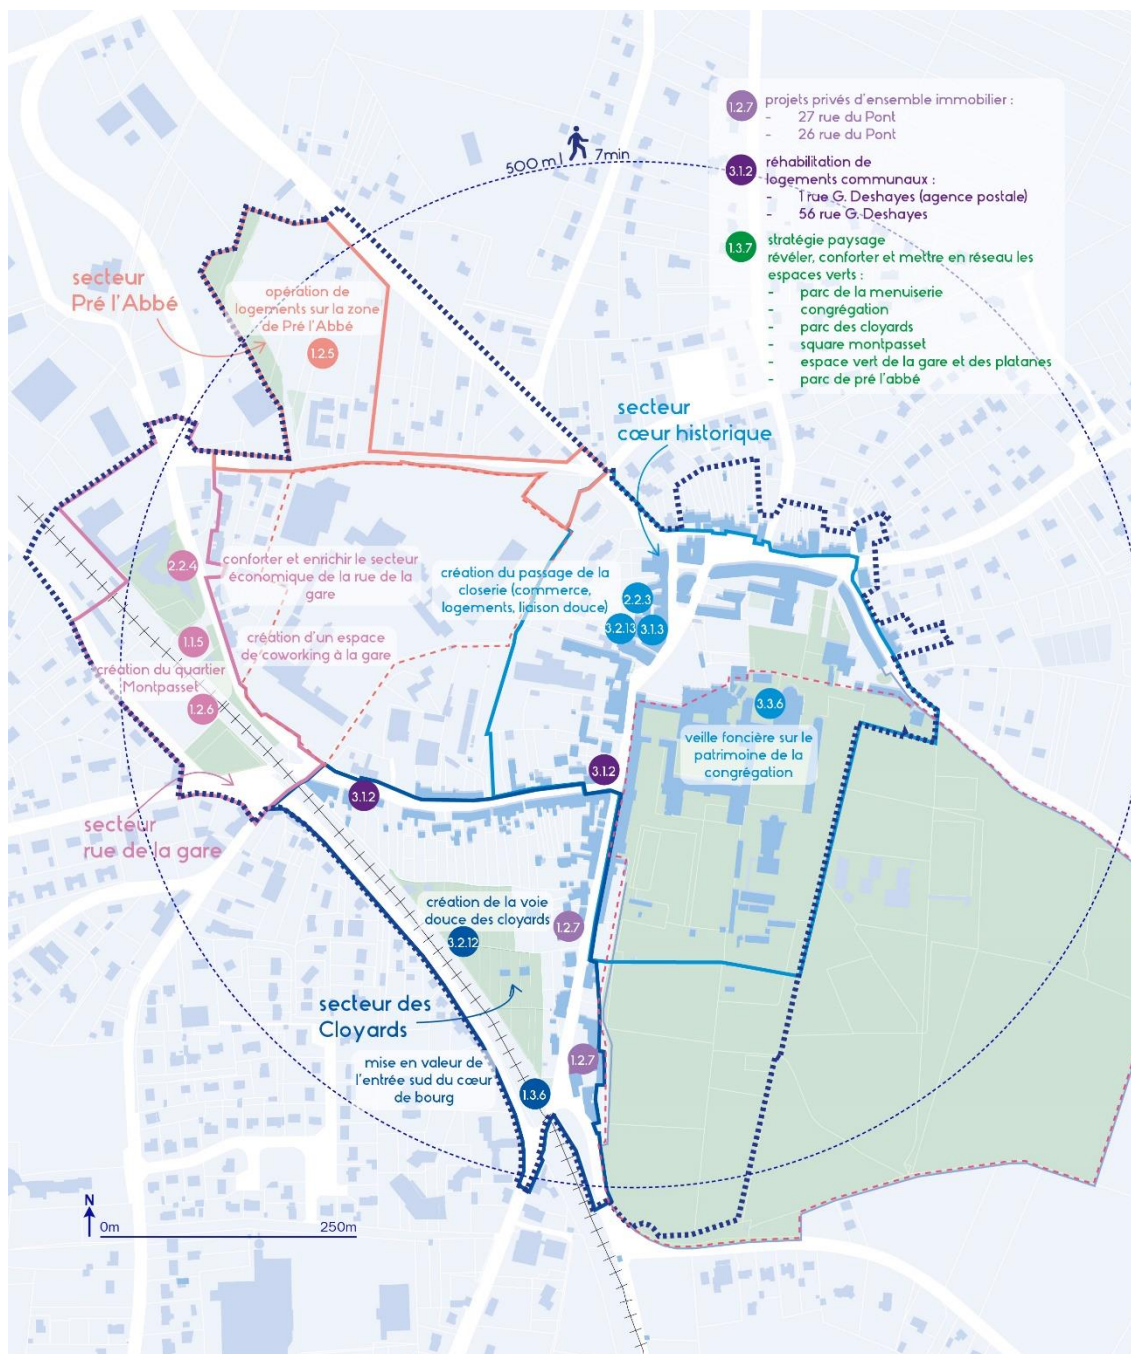 1.2.7 projets privés d'ensemble immobilier :
- 27 rue du Pont
- 26 rue du Pont
3.1.2 réhabilitation de
logements communaux :
- 1 rue G. Deshayes (agence postale)
- 56 rue G. Deshayes
1.3.7 stratégie paysage
révéler, conforter et mettre en réseau les
espaces verts :
- parc de la menuiserie
- congrégation
- parc des cloyards
- square montpasset
- espace vert de la gare et des platanes
- parc de pré l'abbé
500 m 7min
secteur
Pré l'Abbé
opération de
logements sur la zone
de Pré l'Abbé
1.2.5
secteur
cœur historique
2.2.4
conforter et enrichir le secteur
économique de la rue de la
gare
création du passage de la
closerie (commerce,
logements, liaison douce)
2.2.3
3.2.13
3.1.3
1.1.5
création d'un espace
de coworking à la gare
création du quartier
Montpasset
1.2.6
3.3.6
veille foncière sur le
patrimoine de la
congrégation
3.1.2
3.1.2
secteur
rue de la gare
création de la voie
douce des cloyards
3.2.12
1.2.7
secteur des
Cloyards
mise en valeur de
l'entrée sud du cœur
de bourg
1.2.7
1.3.6
N
0m 250m